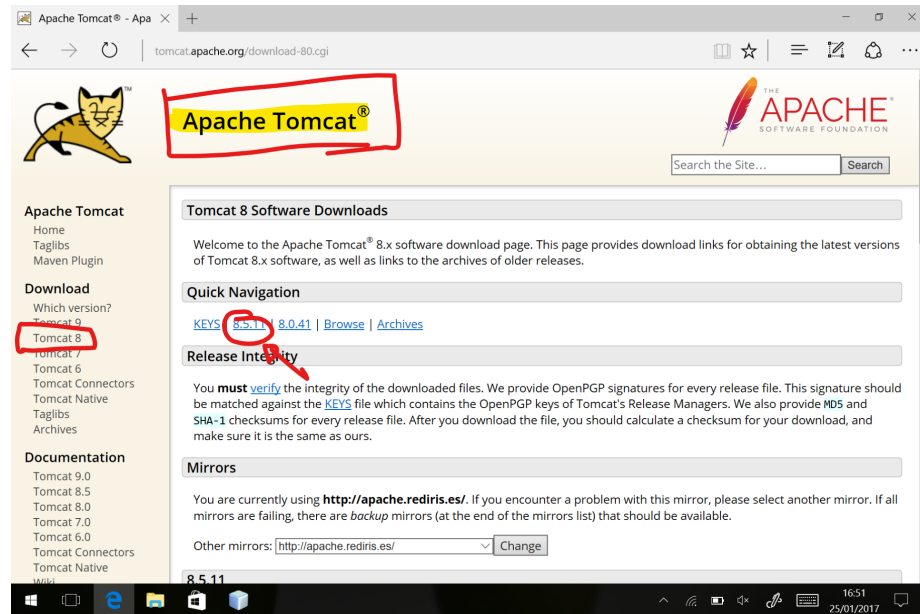 Apache Tomcat® - Apa
tomcat.apache.org/download-80.cgi
TM
Apache Tomcat®
THE
APACHE®
SOFTWARE FOUNDATION
Search the Site...
Search
Apache Tomcat
Home
Taglibs
Maven Plugin
Download
Which version?
Tomcat 9
Tomcat 8
Tomcat 7
Tomcat 6
Tomcat Connectors
Tomcat Native
Taglibs
Archives
Documentation
Tomcat 9.0
Tomcat 8.5
Tomcat 8.0
Tomcat 7.0
Tomcat 6.0
Tomcat Connectors
Tomcat Native
Wiki
Tomcat 8 Software Downloads
Welcome to the Apache Tomcat® 8.x software download page. This page provides download links for obtaining the latest versions
of Tomcat 8.x software, as well as links to the archives of older releases.
Quick Navigation
KEYS | 8.5.11 | 8.0.41 | Browse | Archives
Release Integrity
You must verify the integrity of the downloaded files. We provide OpenPGP signatures for every release file. This signature should
be matched against the KEYS file which contains the OpenPGP keys of Tomcat's Release Managers. We also provide MD5 and
SHA-1 checksums for every release file. After you download the file, you should calculate a checksum for your download, and
make sure it is the same as ours.
Mirrors
You are currently using http://apache.rediris.es/. If you encounter a problem with this mirror, please select another mirror. If all
mirrors are failing, there are backup mirrors (at the end of the mirrors list) that should be available.
Other mirrors: http://apache.rediris.es/ Change
8.5.11
16:51
25/01/2017